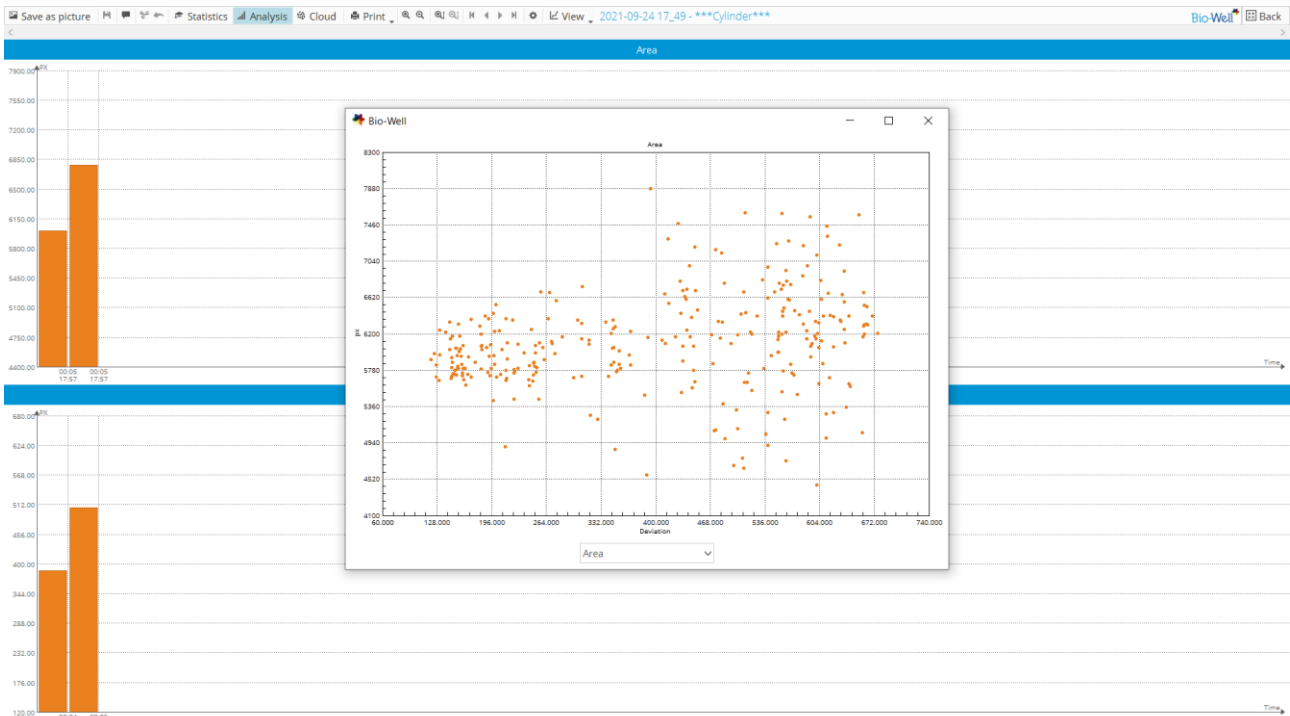 Save as picture Statistics Analysis Cloud Print View 2021-09-24 17_49 - ***Cylinder*** Bio-Well Back
Area
PX
7900.00
7550.00
7200.00
6850.00
6500.00
6150.00
5800.00
5450.00
5100.00
4750.00
4400.00
00:05 00:05
17:57 17:57
Time
Bio-Well
Area
8300
7880
7460
7040
6620
6200
5780
5360
4940
4520
4100
px
60.000 128.000 196.000 264.000 332.000 400.000 468.000 536.000 604.000 672.000 740.000
Deviation
Area
PX
680.00
624.00
568.00
512.00
456.00
400.00
344.00
288.00
232.00
176.00
120.00
Time